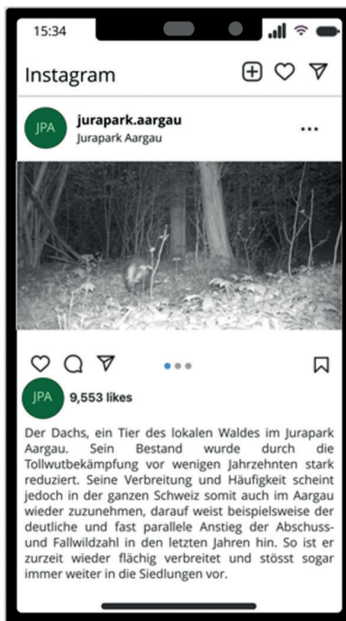 15:34
Instagram
JPA
jurapark.aargau
Jurapark Aargau
JPA
9,553 likes
Der Dachs, ein Tier des lokalen Waldes im Jurapark
Aargau. Sein Bestand wurde durch die
Tollwutbekämpfung vor wenigen Jahrzehnten stark
reduziert. Seine Verbreitung und Häufigkeit scheint
jedoch in der ganzen Schweiz somit auch im Aargau
wieder zuzunehmen, darauf weist beispielsweise der
deutliche und fast parallele Anstieg der Abschuss-
und Fallwildzahl in den letzten Jahren hin. So ist er
zurzeit wieder flächig verbreitet und stösst sogar
immer weiter in die Siedlungen vor.